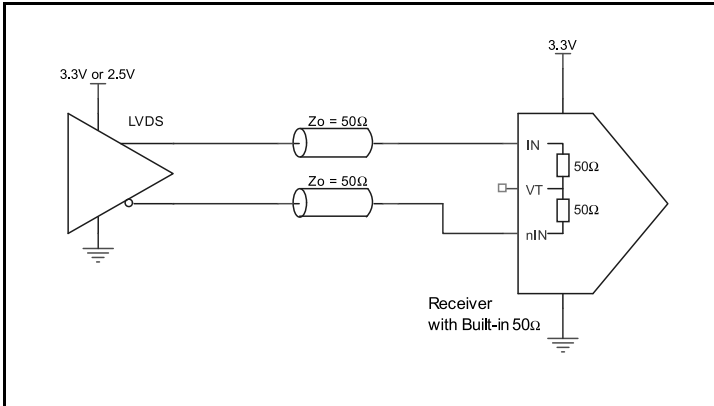 3.3V
3.3V or 2.5V
LVDS
Zo = 50Ω
Zo = 50Ω
IN
50Ω
VT
50Ω
nIN
Receiver
with Built-in 50Ω